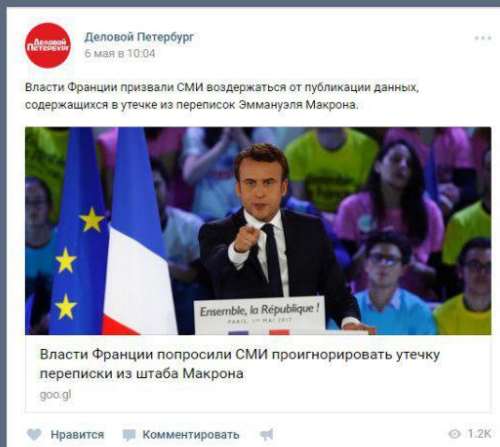 Деловой
Петербург
Деловой Петербург
6 мая в 10:04
Власти Франции призвали СМИ воздержаться от публикации данных,
содержащихся в утечке из переписок Эммануэля Макрона.
Ensemble, la République !
PARIS, 1ER MAI 2017
Власти Франции попросили СМИ проигнорировать утечку
переписки из штаба Макрона
goo.gl
Нравится Комментировать 1.2K